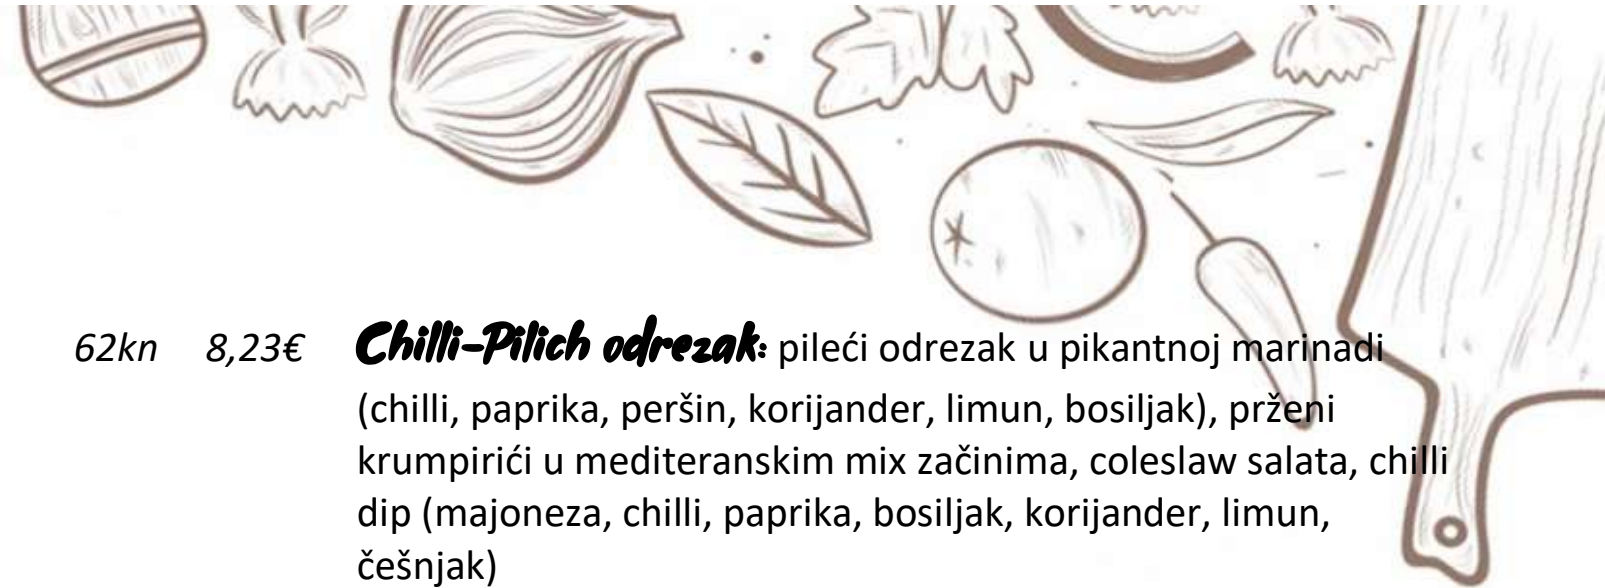 62kn 8,23€ Chilli-Pilich odrezak: pileći odrezak u pikantnoj marinadi
(chilli, paprika, peršin, korijander, limun, bosiljak), prženi
krumpirići u mediteranskim mix začinima, coleslaw salata, chilli
dip (majoneza, chilli, paprika, bosiljak, korijander, limun,
češnjak)